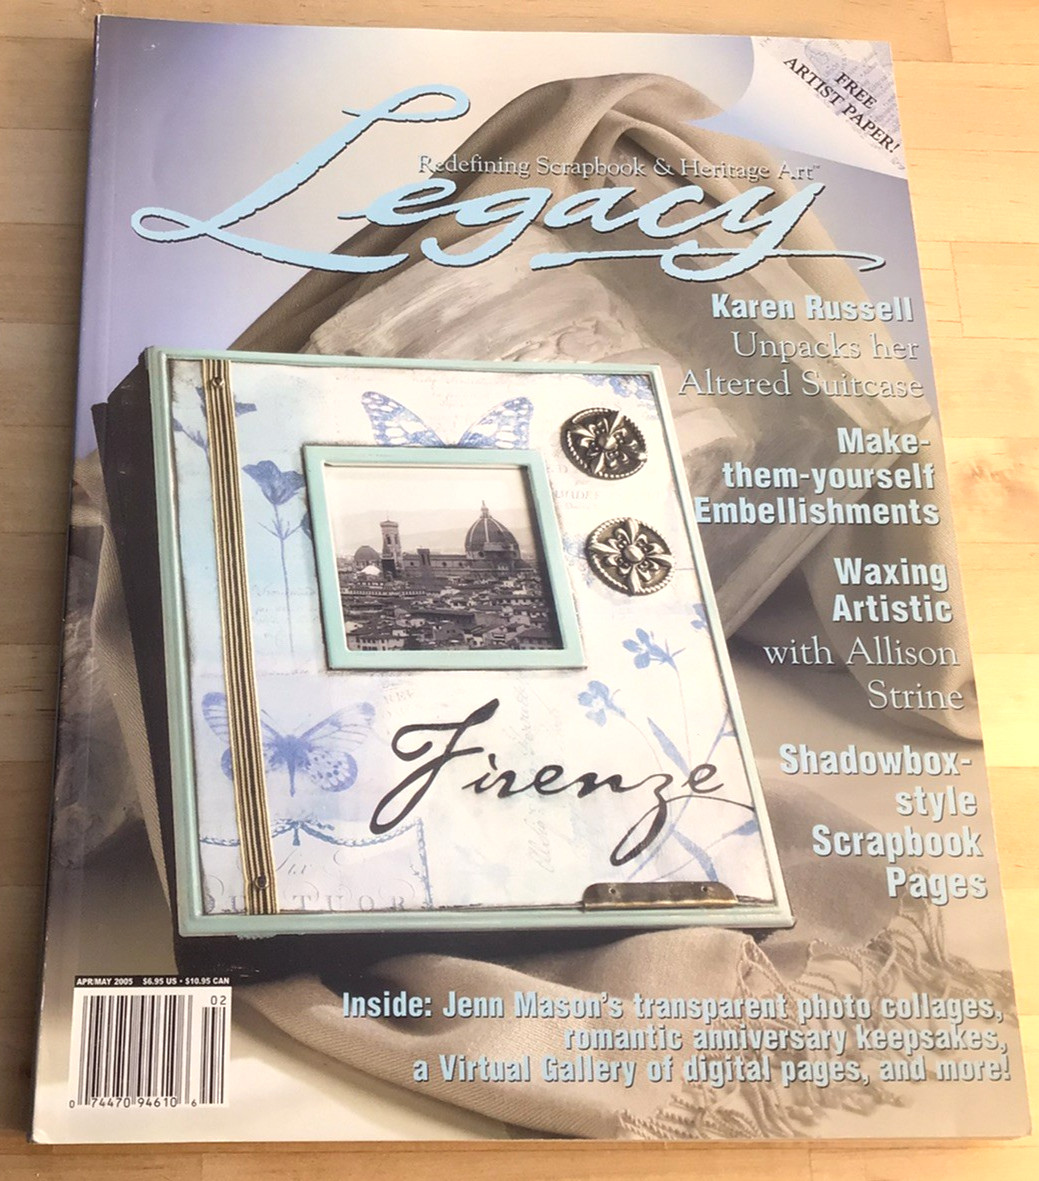 FREE
ARTIST PAPER!
Redefining Scrapbook & Heritage Art™
Legacy
Karen Russell
Unpacks her
Altered Suitcase
Make-
them-yourself
Embellishments
Waxing
Artistic
with Allison
Strine
Firenze
Shadowbox-
style
Scrapbook
Pages
QUATUOR
APR/MAY 2005 $6.95 US • $10.95 CAN
02
0 74470 94610 6
Inside: Jenn Mason's transparent photo collages,
romantic anniversary keepsakes,
a Virtual Gallery of digital pages, and more!